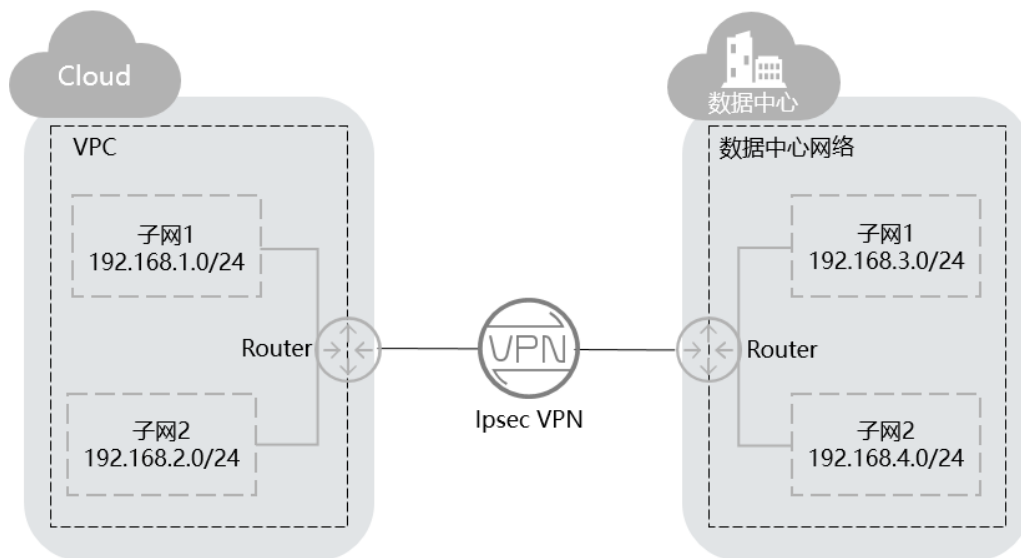 Cloud
VPC
子网1
192.168.1.0/24
Router
子网2
192.168.2.0/24
VPN
Ipsec VPN
数据中心
数据中心网络
子网1
192.168.3.0/24
Router
子网2
192.168.4.0/24